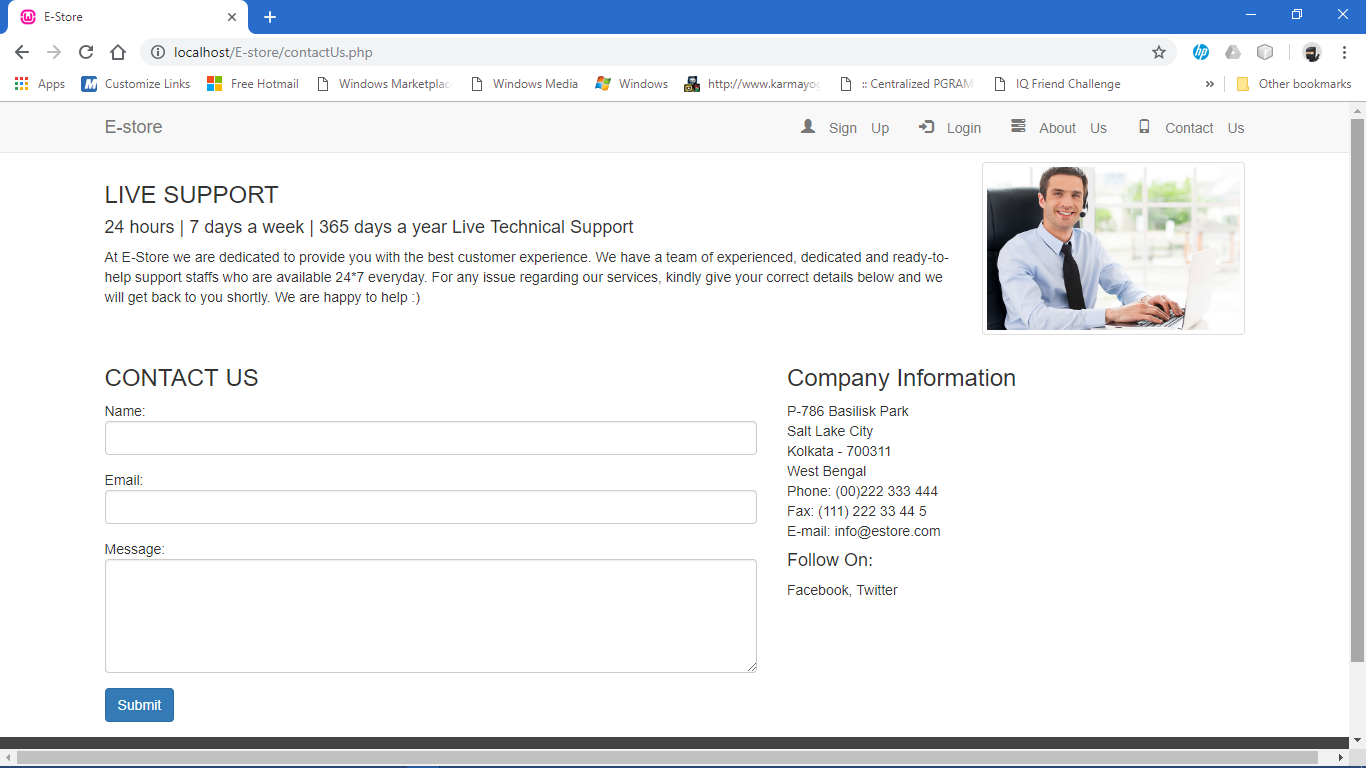 E-Store
localhost/E-store/contactUs.php
Apps Customize Links Free Hotmail Windows Marketplac Windows Media Windows http://www.karmayog :: Centralized PGRAM IQ Friend Challenge » Other bookmarks
E-store Sign Up Login About Us Contact Us
LIVE SUPPORT
24 hours | 7 days a week | 365 days a year Live Technical Support
At E-Store we are dedicated to provide you with the best customer experience. We have a team of experienced, dedicated and ready-to-
help support staffs who are available 24*7 everyday. For any issue regarding our services, kindly give your correct details below and we
will get back to you shortly. We are happy to help :)
CONTACT US
Name:
Email:
Message:
Submit
Company Information
P-786 Basilisk Park
Salt Lake City
Kolkata - 700311
West Bengal
Phone: (00)222 333 444
Fax: (111) 222 33 44 5
E-mail: info@estore.com
Follow On:
Facebook, Twitter